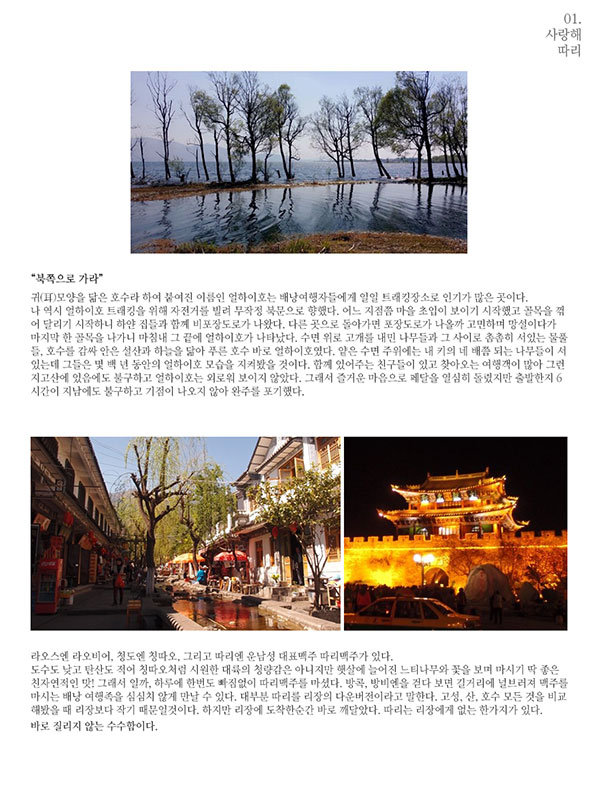 01.
사랑해
따리
“북쪽으로 가라”
귀(耳)모양을 닮은 호수라 하여 붙여진 이름인 얼하이호는 배낭여행자들에게 일일 트래킹장소로 인기가 많은 곳이다.
나 역시 얼하이호 트래킹을 위해 자전거를 빌려 무작정 북문으로 향했다. 어느 지점쯤 마을 초입이 보이기 시작했고 골목을 꺾
어 달리기 시작하니 하얀 집들과 함께 비포장도로가 나왔다. 다른 곳으로 돌아가면 포장도로가 나올까 고민하며 망설이다가
마지막 한 골목을 나가니 마침내 그 끝에 얼하이호가 나타났다. 수면 위로 고개를 내민 나무들과 그 사이로 촘촘히 서있는 물풀
들, 호수를 감싸 안은 설산과 하늘을 닮아 푸른 호수 바로 얼하이호였다. 얕은 수면 주위에는 내 키의 네 배쯤 되는 나무들이 서
있는데 그들은 몇 백 년 동안의 얼하이호 모습을 지켜봤을 것이다. 함께 있어주는 친구들이 있고 찾아오는 여행객이 많아 그런
지고산에 있음에도 불구하고 얼하이호는 외로워 보이지 않았다. 그래서 즐거운 마음으로 페달을 열심히 돌렸지만 출발한지 6
시간이 지남에도 불구하고 기점이 나오지 않아 완주를 포기했다.
라오스엔 라오비어, 청도엔 칭따오, 그리고 따리엔 운남성 대표맥주 따리맥주가 있다.
도수도 낮고 탄산도 적어 칭따오처럼 시원한 대륙의 청량감은 아니지만 햇살에 늘어진 느티나무와 꽃을 보며 마시기 딱 좋은
친자연적인 맛! 그래서 일까, 하루에 한번도 빠짐없이 따리맥주를 마셨다. 방콕, 방비엔을 걷다 보면 길거리에 널브러져 맥주를
마시는 배낭 여행족을 심심치 않게 만날 수 있다. 대부분 따리를 리장의 다운버전이라고 말한다. 고성, 산, 호수 모든 것을 비교
해봤을 때 리장보다 작기 때문일것이다. 하지만 리장에 도착한순간 바로 깨달았다. 따리는 리장에게 없는 한가지가 있다.
바로 질리지 않는 수수함이다.